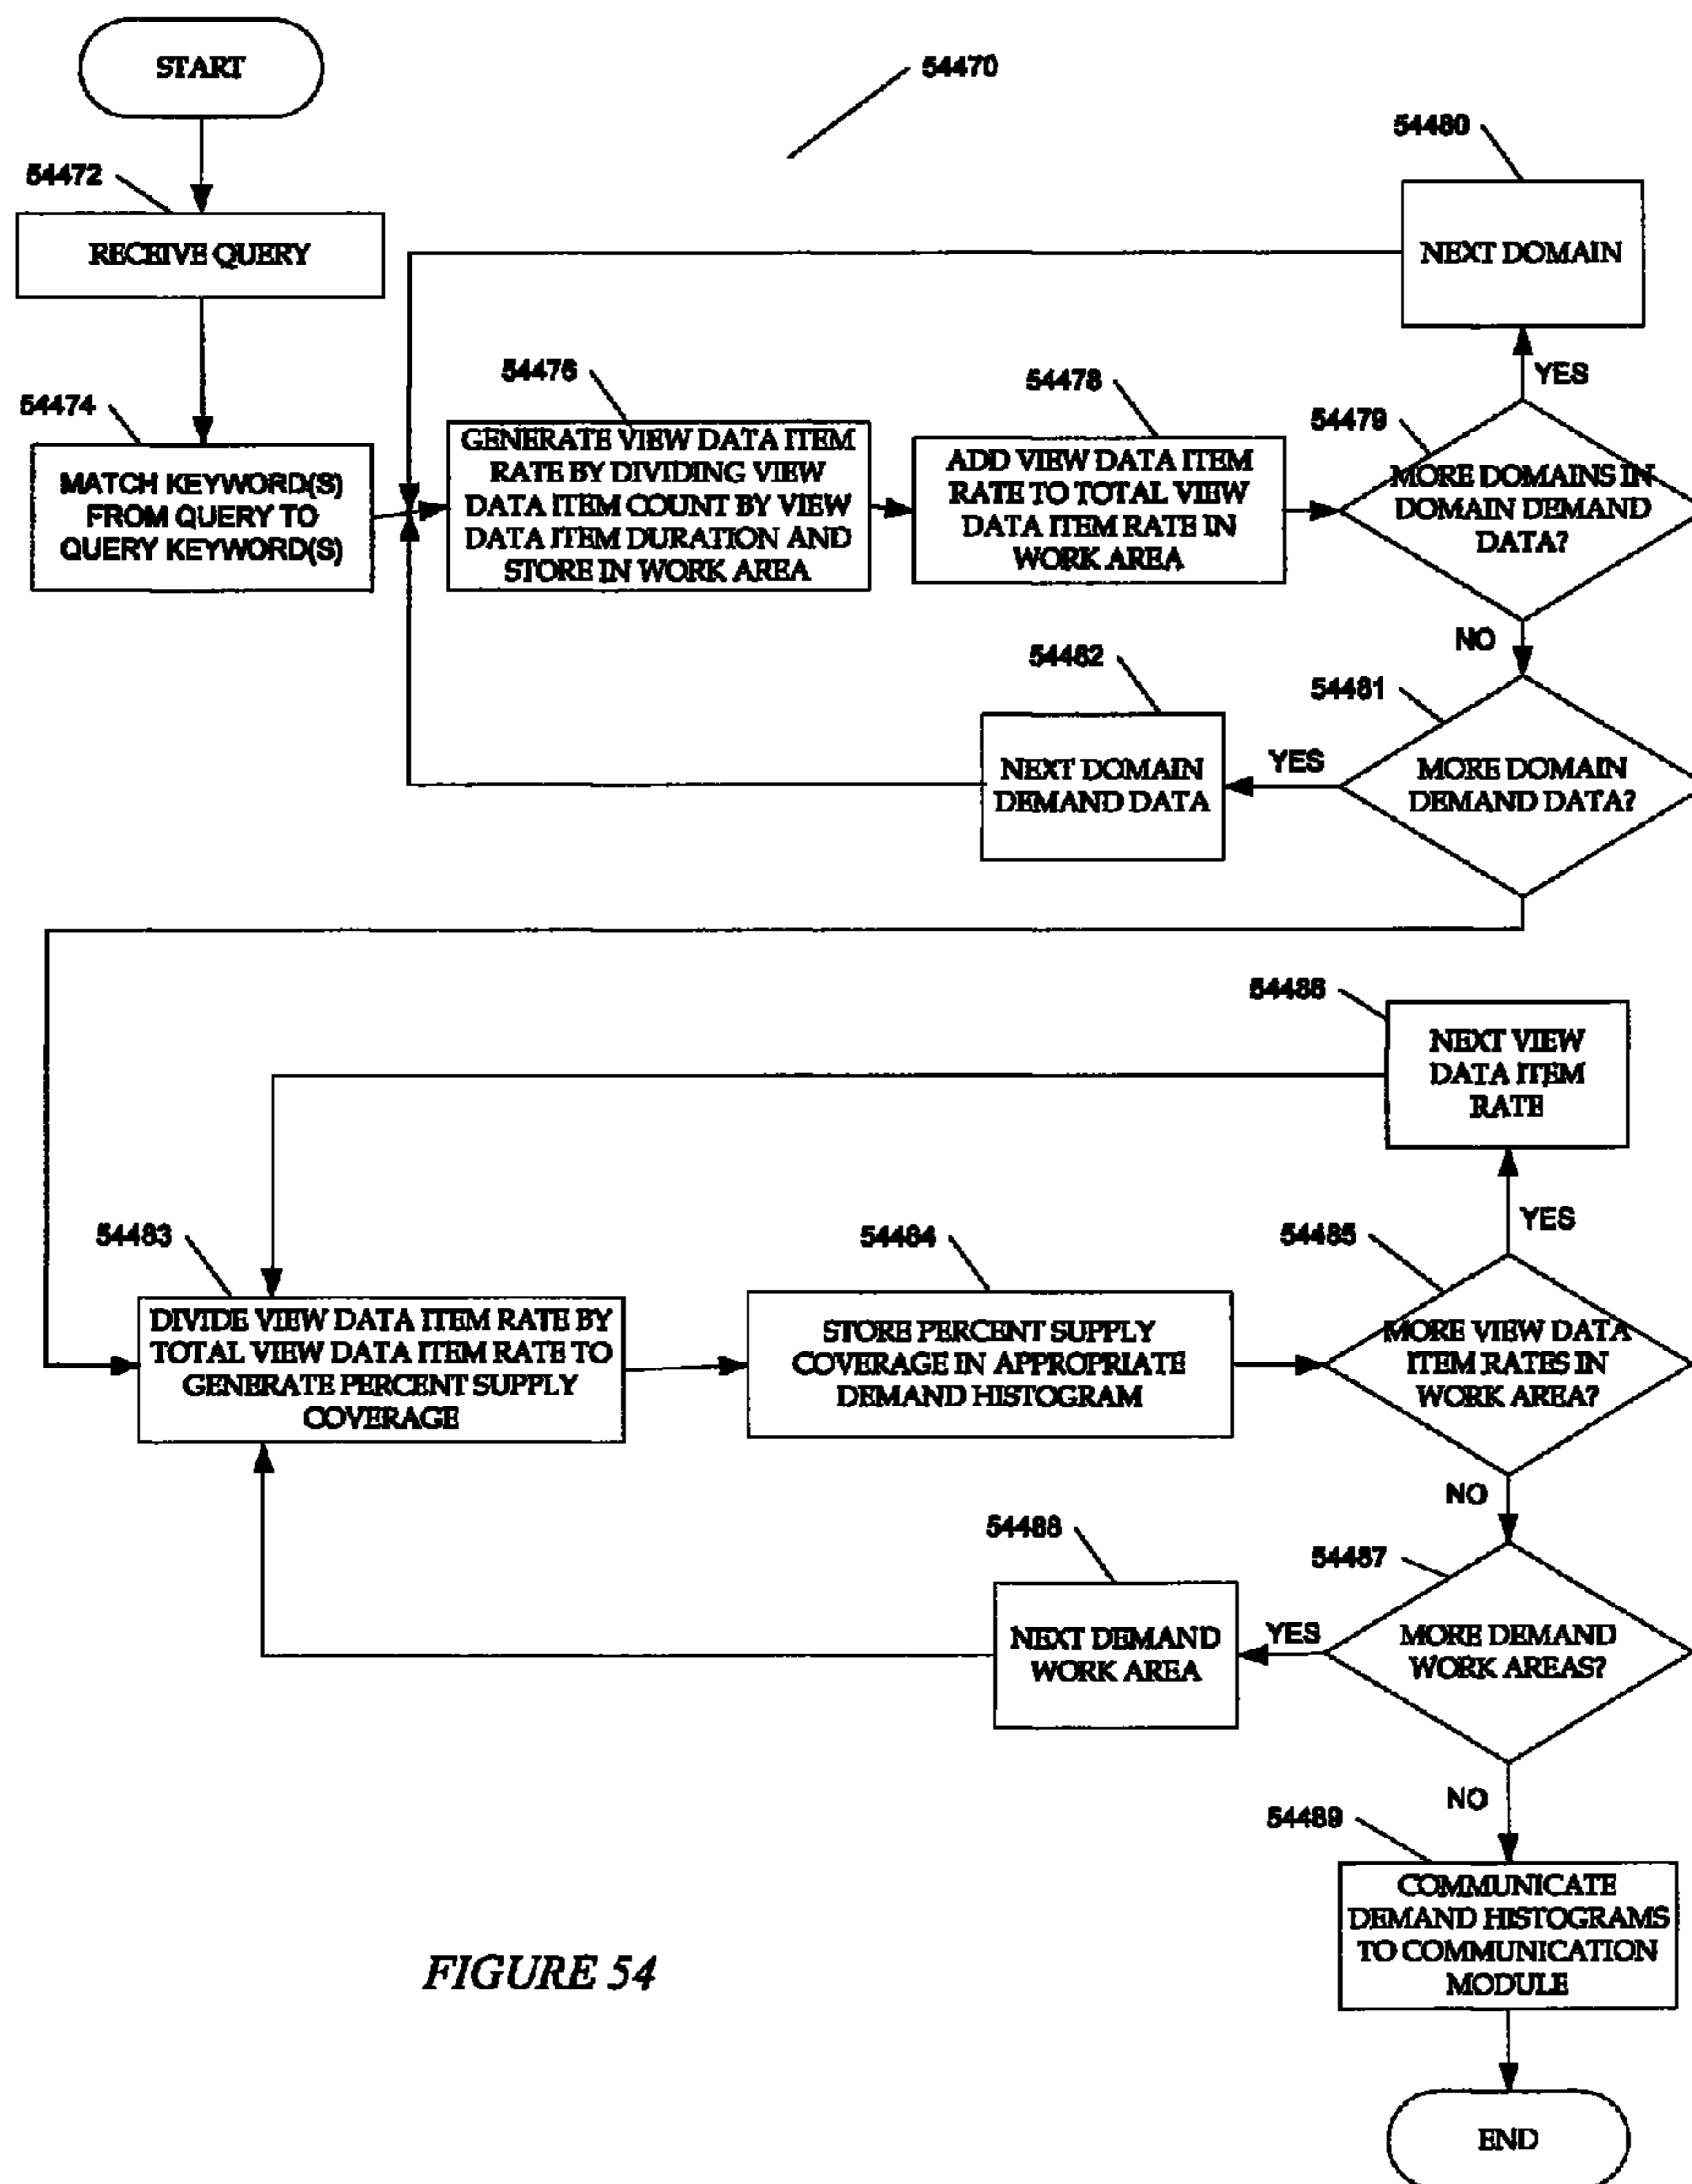 START
54470
54480
54472
RECEIVE QUERY
NEXT DOMAIN
54476
54478
YES
54474
54479
MATCH KEYWORD(S)
FROM QUERY TO
QUERY KEYWORD(S)
GENERATE VIEW DATA ITEM
RATE BY DIVIDING VIEW
DATA ITEM COUNT BY VIEW
DATA ITEM DURATION AND
STORE IN WORK AREA
ADD VIEW DATA ITEM
RATE TO TOTAL VIEW
DATA ITEM RATE IN
WORK AREA
MORE DOMAINS IN
DOMAIN DEMAND
DATA?
NO
54482
54481
NEXT DOMAIN
DEMAND DATA
YES
MORE DOMAIN
DEMAND DATA?
54486
NEXT VIEW
DATA ITEM
RATE
YES
54483
54484
54485
DIVIDE VIEW DATA ITEM RATE BY
TOTAL VIEW DATA ITEM RATE TO
GENERATE PERCENT SUPPLY
COVERAGE
STORE PERCENT SUPPLY
COVERAGE IN APPROPRIATE
DEMAND HISTOGRAM
MORE VIEW DATA
ITEM RATES IN
WORK AREA?
NO
54488
54487
NEXT DEMAND
WORK AREA
YES
MORE DEMAND
WORK AREAS?
NO
54489
COMMUNICATE
DEMAND HISTOGRAMS
TO COMMUNICATION
MODULE
FIGURE 54
END